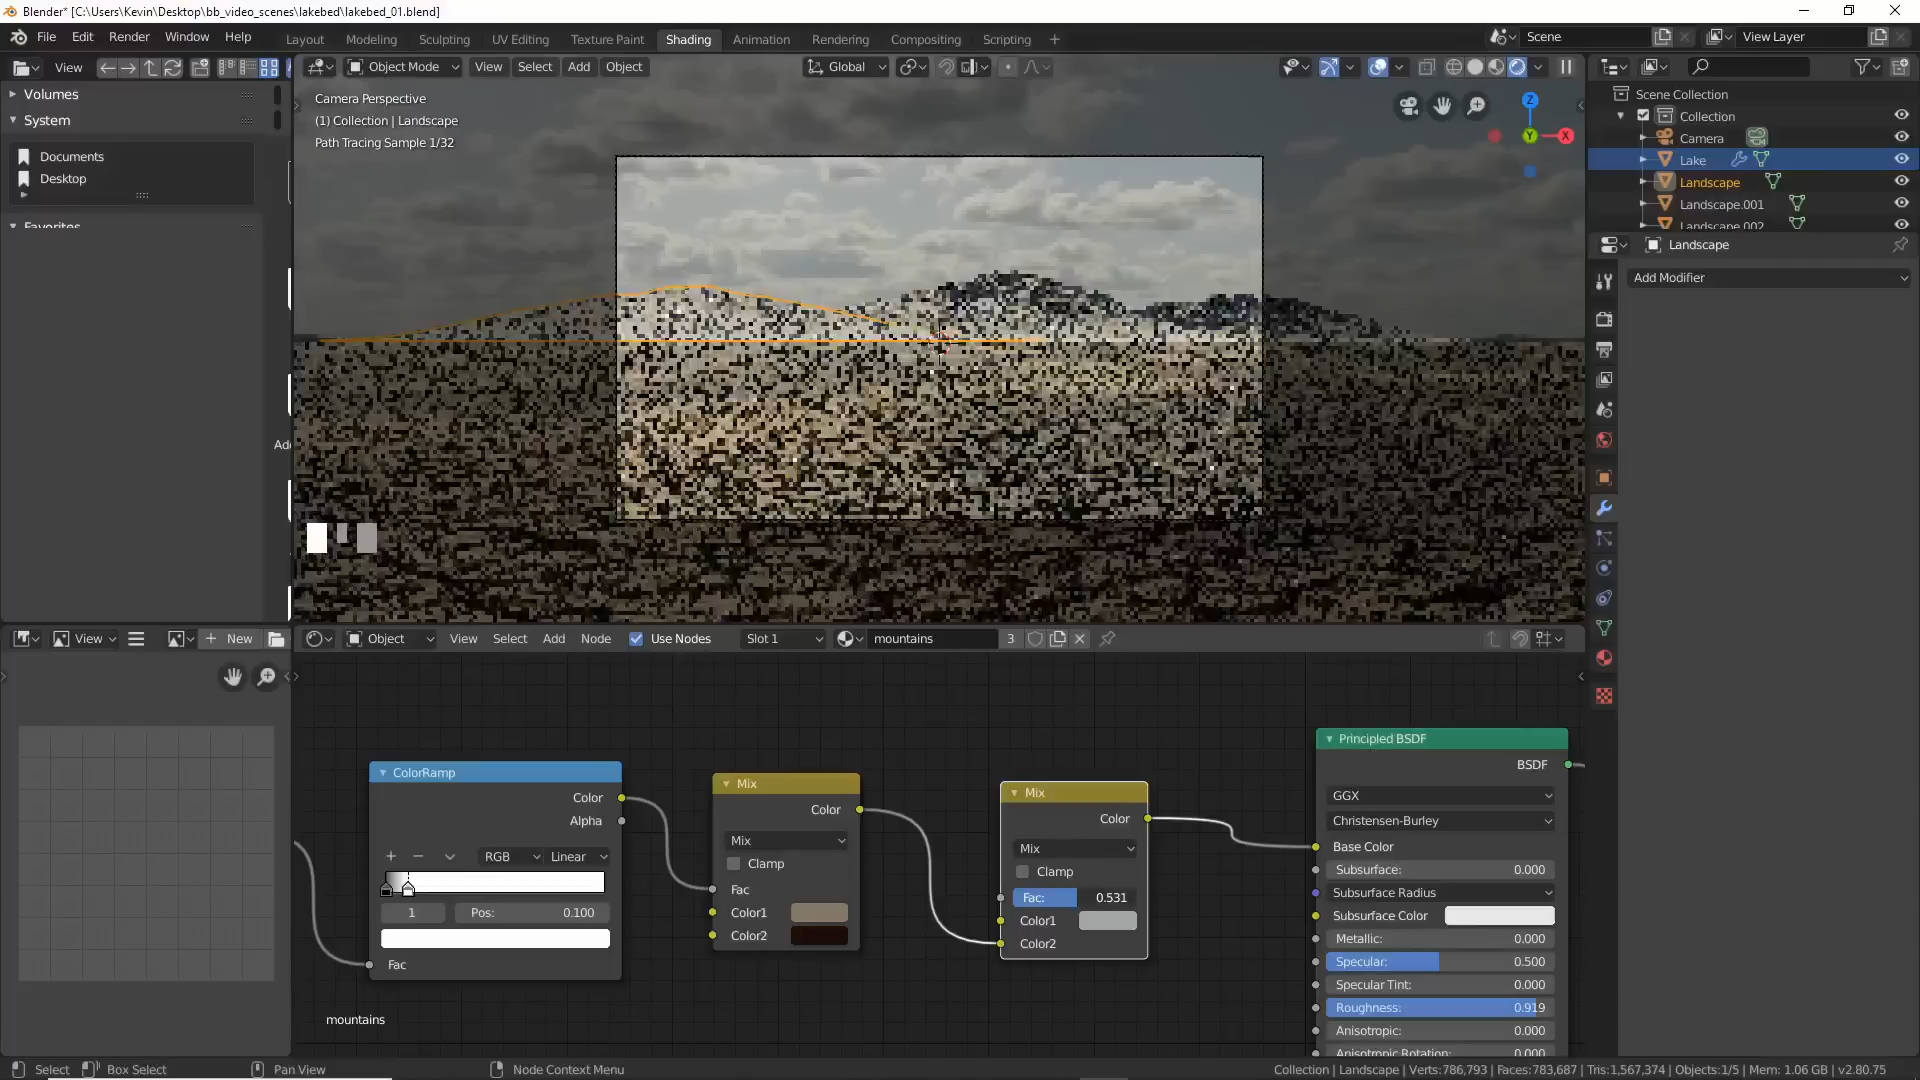 Blender* [C:\Users\Kevin\Desktop\bb_video_scenes\lakebed\lakebed_01.blend]
File Edit Render Window Help
Layout Modeling Sculpting UV Editing Texture Paint Shading Animation Rendering Compositing Scripting +
Scene
View Layer
View
Object Mode View Select Add Object
Global
Volumes
System
Documents
Desktop
Favorites
Camera Perspective
(1) Collection | Landscape
Path Tracing Sample 1/32
Z
Y
X
Scene Collection
Collection
Camera
Lake
Landscape
Landscape.001
Landscape.002
Landscape
Add Modifier
View
New
Object View Select Add Node Use Nodes Slot 1 mountains 3
ColorRamp
Color
Alpha
RGB Linear
1 Pos: 0.100
Fac
Mix
Color
Mix
Clamp
Fac
Color1
Color2
Mix
Color
Mix
Clamp
Fac: 0.531
Color1
Color2
Principled BSDF
BSDF
GGX
Christensen-Burley
Base Color
Subsurface: 0.000
Subsurface Radius
Subsurface Color
Metallic: 0.000
Specular: 0.500
Specular Tint: 0.000
Roughness: 0.919
Anisotropic: 0.000
Anisotropic Rotation: 0.000
mountains
Select Box Select Pan View Node Context Menu
Collection | Landscape | Verts:786,793 | Faces:783,687 | Tris:1,567,374 | Objects:1/5 | Mem: 1.06 GB | v2.80.75